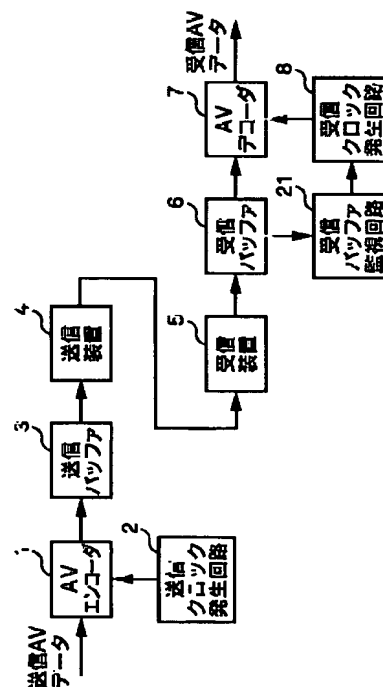 送信AV
データ
1
AV
エンコーダ
2
送信
クロック
発生回路
3
送信
バッファ
4
送信
装置
5
受信
装置
6
受信
バッファ
7
AV
デコーダ
受信AV
データ
21
受信
バッファ
監視回路
8
受信
クロック
発生回路